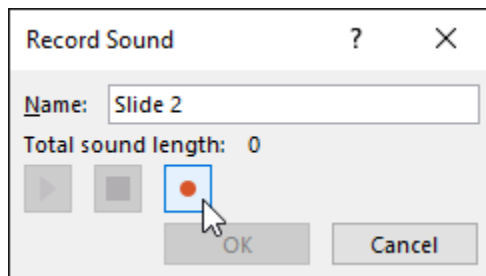 Record Sound ?
Name: Slide 2
Total sound length: 0
OK Cancel